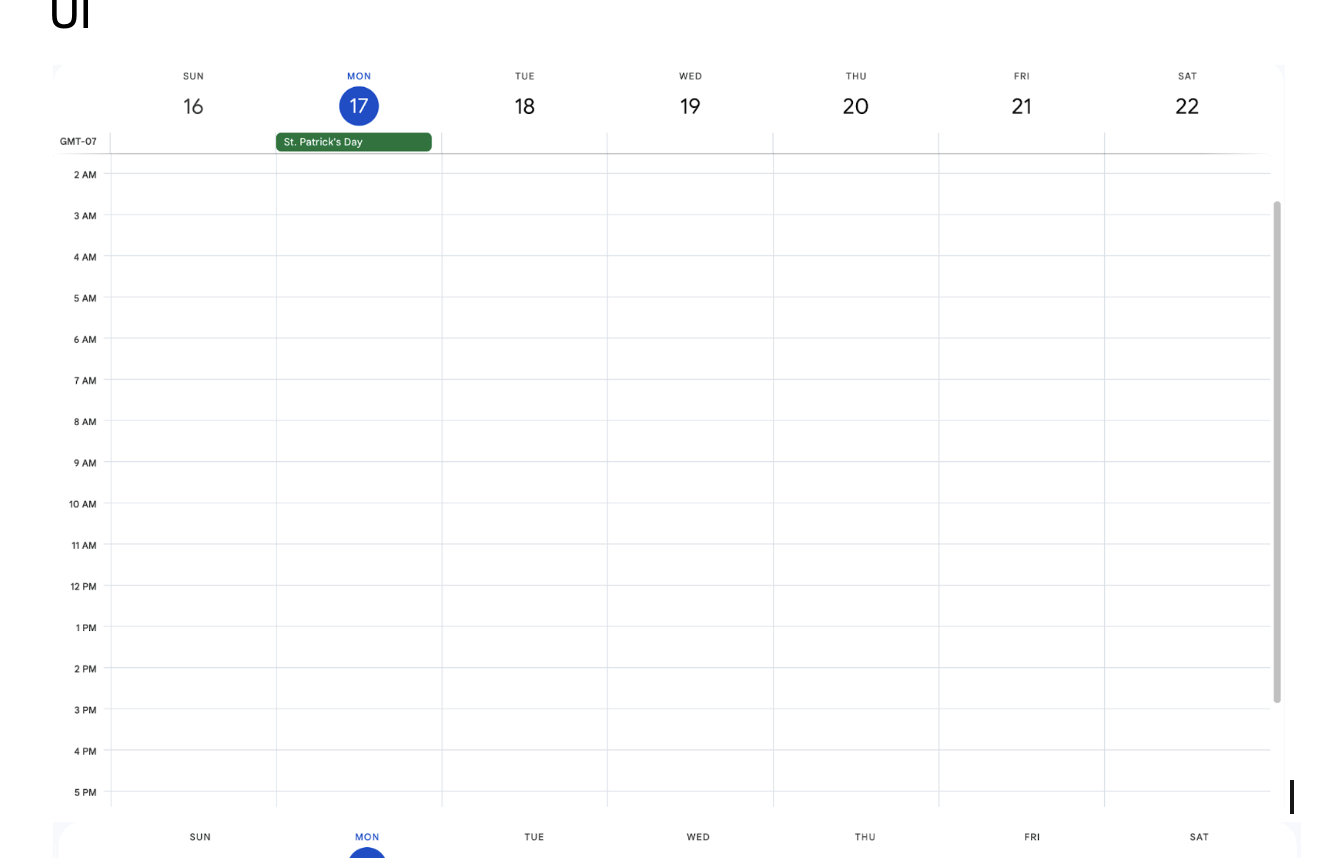 UI
SUN MON TUE WED THU FRI SAT
16 17 18 19 20 21 22
GMT-07 St. Patrick's Day
2 AM
3 AM
4 AM
5 AM
6 AM
7 AM
8 AM
9 AM
10 AM
11 AM
12 PM
1 PM
2 PM
3 PM
4 PM
5 PM
SUN MON TUE WED THU FRI SAT